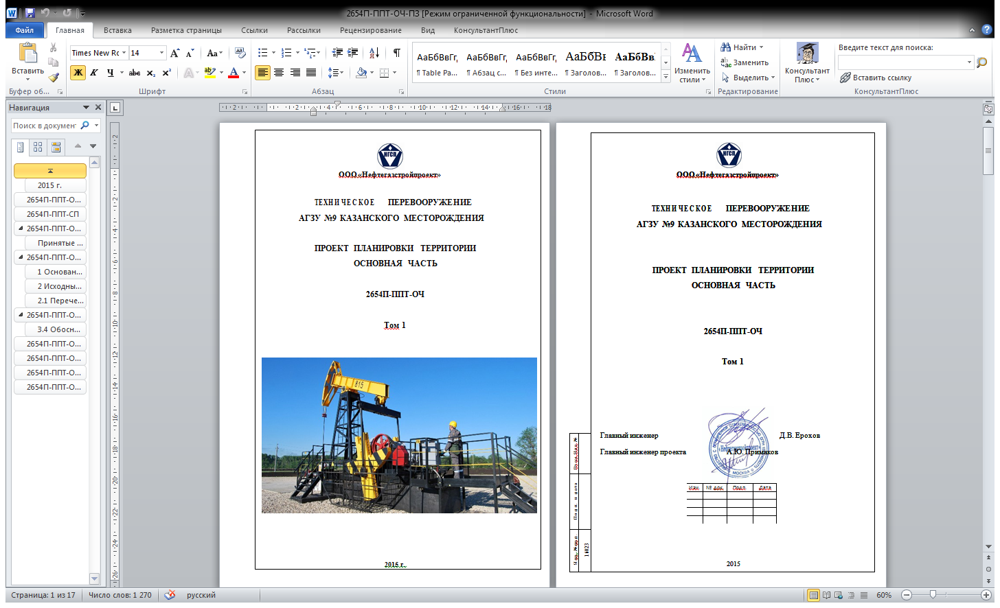 2654П-ППТ-ОЧ-ПЗ [Режим ограниченной функциональности] - Microsoft Word
Файл Главная Вставка Разметка страницы Ссылки Рассылки Рецензирование Вид КонсультантПлюс
Вставить
Буфер об...
Times New Ro 14
Aa
Ж К Ч abc x₂ x²
Шрифт
Абзац
АаБбВвГг, АаБбВвГг, АаБбВвГг, АаБбВі АаБбВв.
¶ Table Pa... ¶ Абзац с... ¶ Без инте... ¶ Заголов... ¶ Заголов...
Изменить стили
Стили
Найти
Заменить
Выделить
Редактирование
Консультант Плюс
Введите текст для поиска:
Вставить ссылку
КонсультантПлюс
Навигация
Поиск в документ
2015 г.
2654П-ППТ-О...
2654П-ППТ-СП
2654П-ППТ-О...
Принятые ...
2654П-ППТ-О...
1 Основан...
2 Исходны...
2.1 Перече...
2654П-ППТ-О...
3.4 Обосн...
2654П-ППТ-О...
2654П-ППТ-О...
2654П-ППТ-О...
2654П-ППТ-О...
НГСП
ООО «Нефтегазстройпроект»
ТЕХНИЧЕСКОЕ ПЕРЕВООРУЖЕНИЕ
АГЗУ №9 КАЗАНСКОГО МЕСТОРОЖДЕНИЯ
ПРОЕКТ ПЛАНИРОВКИ ТЕРРИТОРИИ
ОСНОВНАЯ ЧАСТЬ
2654П-ППТ-ОЧ
Том 1
815
2015 г.
НГСП
ООО «Нефтегазстройпроект»
ТЕХНИЧЕСКОЕ ПЕРЕВООРУЖЕНИЕ
АГЗУ №9 КАЗАНСКОГО МЕСТОРОЖДЕНИЯ
ПРОЕКТ ПЛАНИРОВКИ ТЕРРИТОРИИ
ОСНОВНАЯ ЧАСТЬ
2654П-ППТ-ОЧ
Том 1
Главный инженер Д.В. Ерохов
Главный инженер проекта А.Ю. Примаков
«Нефтегазстройпроект»
МОСКВА
Изм. № док. Подп. Дата
Взам. Инв. №
Подп. и дата
Инв. № подл.
16023
2015
Страница: 1 из 17 Число слов: 1 270 русский 60%